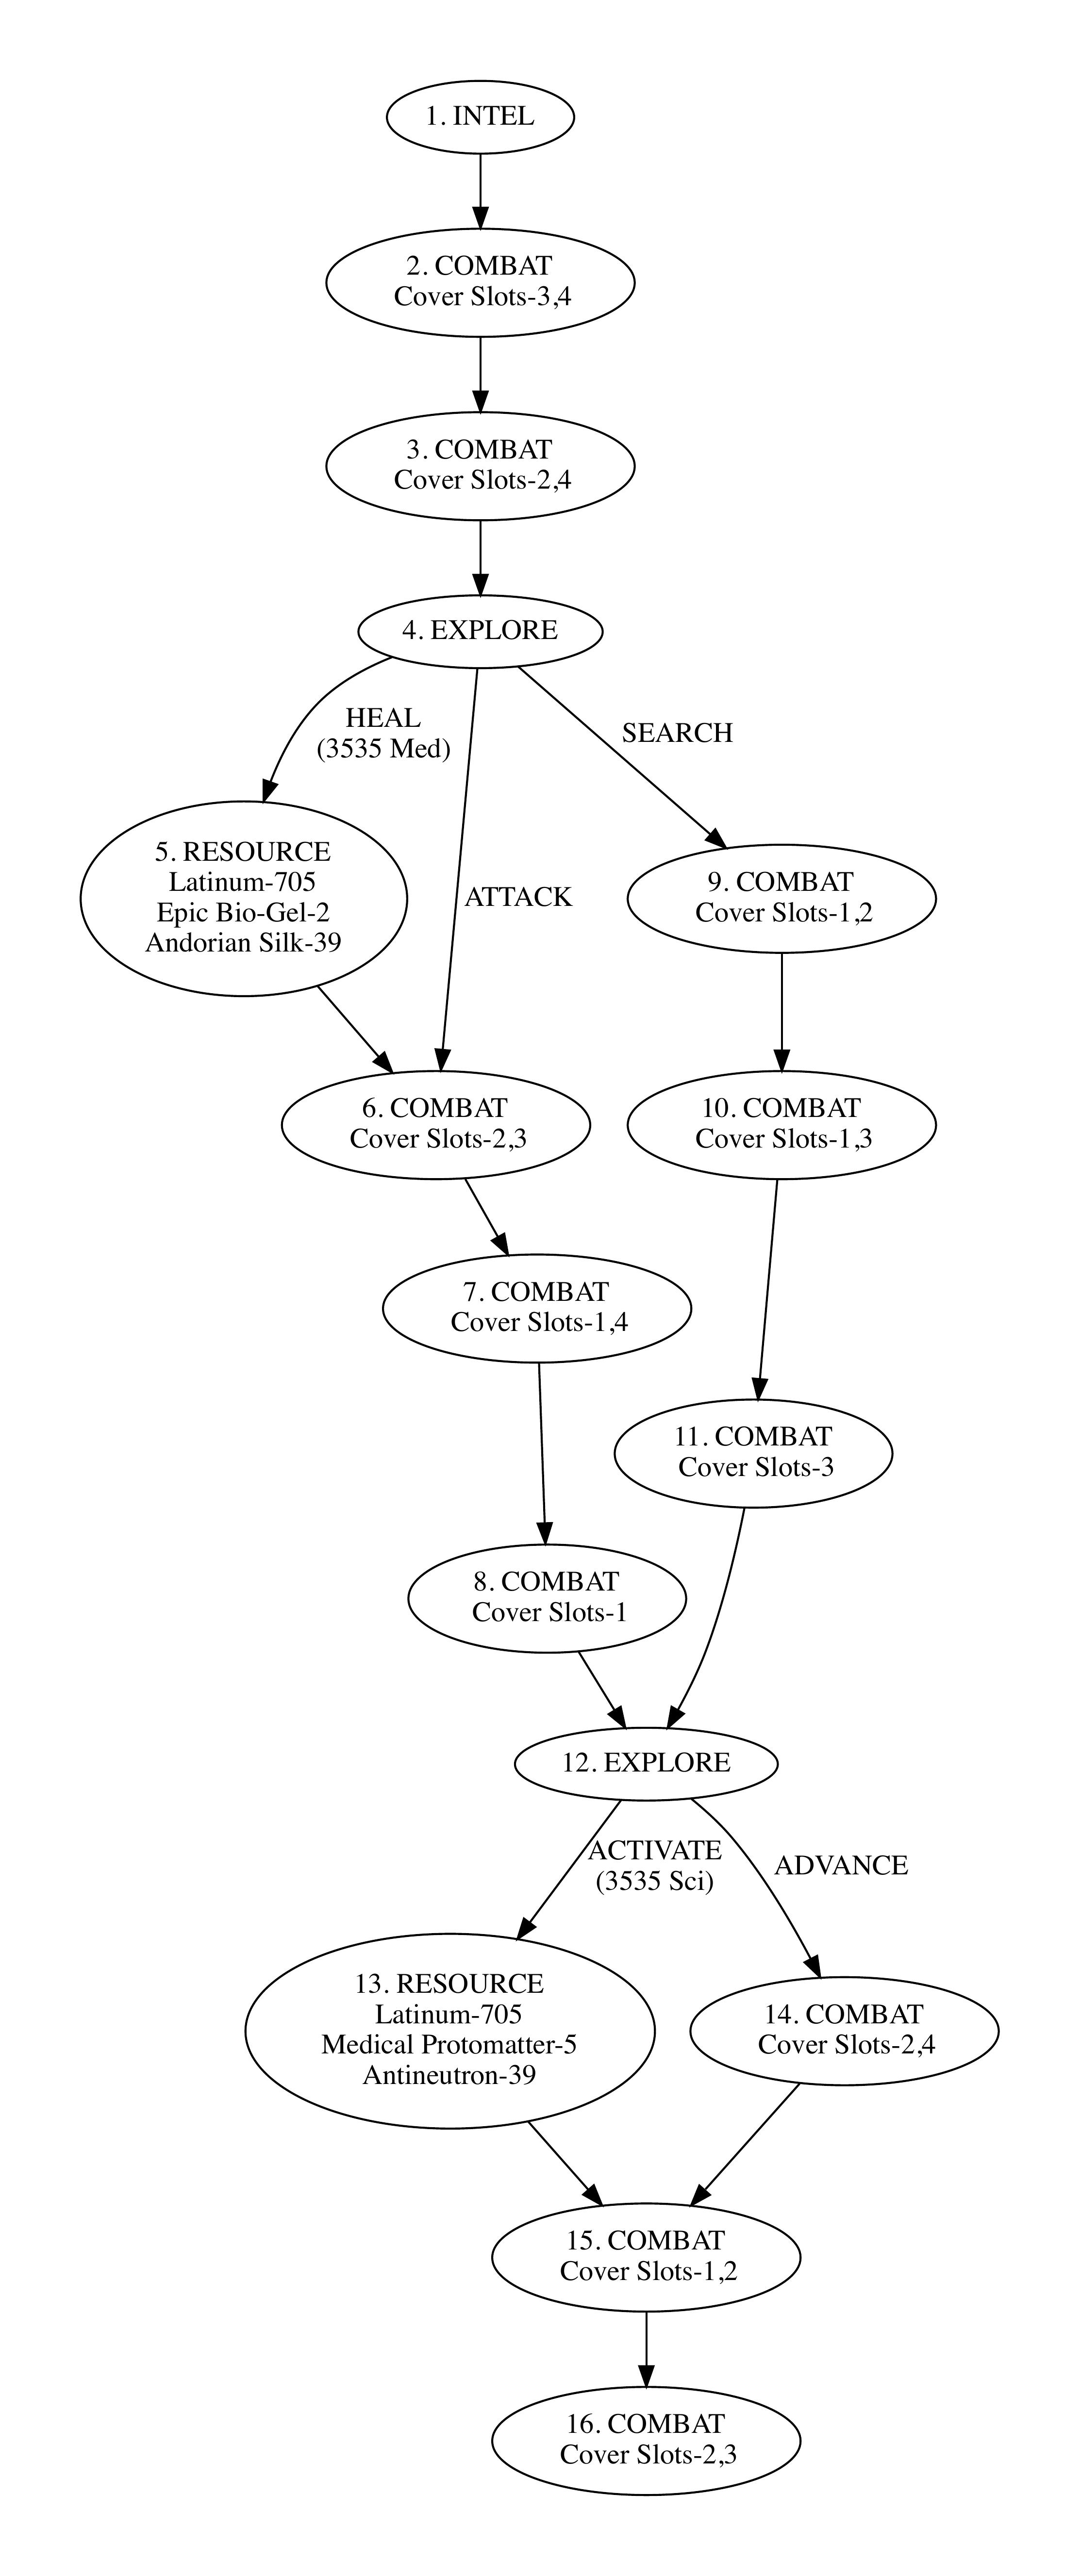 1. INTEL
2. COMBAT
Cover Slots-3,4
3. COMBAT
Cover Slots-2,4
4. EXPLORE
HEAL
(3535 Med)
SEARCH
5. RESOURCE
Latinum-705
Epic Bio-Gel-2
Andorian Silk-39
ATTACK
9. COMBAT
Cover Slots-1,2
6. COMBAT
Cover Slots-2,3
10. COMBAT
Cover Slots-1,3
7. COMBAT
Cover Slots-1,4
11. COMBAT
Cover Slots-3
8. COMBAT
Cover Slots-1
12. EXPLORE
ACTIVATE
(3535 Sci)
ADVANCE
13. RESOURCE
Latinum-705
Medical Protomatter-5
Antineutron-39
14. COMBAT
Cover Slots-2,4
15. COMBAT
Cover Slots-1,2
16. COMBAT
Cover Slots-2,3